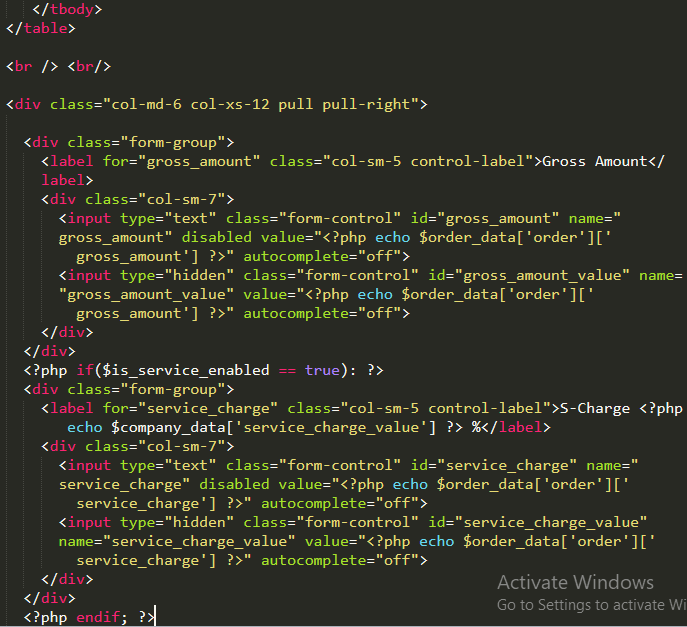 </tbody>
</table>
<br /> <br/>
<div class="col-md-6 col-xs-12 pull pull-right">
<div class="form-group">
<label for="gross_amount" class="col-sm-5 control-label">Gross Amount</
label>
<div class="col-sm-7">
<input type="text" class="form-control" id="gross_amount" name="
gross_amount" disabled value="<?php echo $order_data['order']['
gross_amount'] ?>" autocomplete="off">
<input type="hidden" class="form-control" id="gross_amount_value" name=
"gross_amount_value" value="<?php echo $order_data['order']['
gross_amount'] ?>" autocomplete="off">
</div>
</div>
<?php if($is_service_enabled == true): ?>
<div class="form-group">
<label for="service_charge" class="col-sm-5 control-label">S-Charge <?php
echo $company_data['service_charge_value'] ?> %</label>
<div class="col-sm-7">
<input type="text" class="form-control" id="service_charge" name="
service_charge" disabled value="<?php echo $order_data['order']['
service_charge'] ?>" autocomplete="off">
<input type="hidden" class="form-control" id="service_charge_value"
name="service_charge_value" value="<?php echo $order_data['order']['
service_charge'] ?>" autocomplete="off">
</div>
</div>
<?php endif; ?>
Activate Windows
Go to Settings to activate Wi